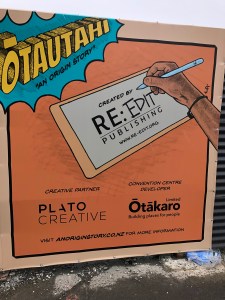 ŌTAUTAHI
"AN ORIGIN STORY"
CREATED BY
RE:EDIT
PUBLISHING
WWW.RE-EDIT.ORG
CREATIVE PARTNER
PLATO
CREATIVE
CONVENTION CENTRE
DEVELOPER
Ōtākaro
Limited
Building places for people
VISIT ANORIGINSTORY.CO.NZ FOR MORE INFORMATION